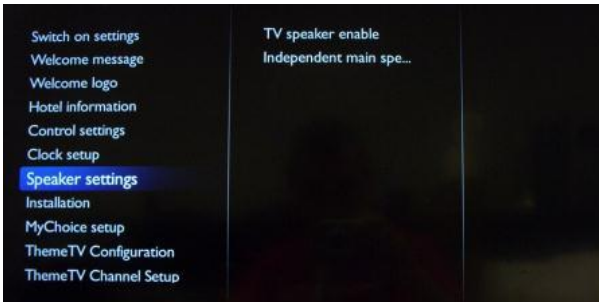 Switch on settings
Welcome message
Welcome logo
Hotel information
Control settings
Clock setup
Speaker settings
Installation
MyChoice setup
ThemeTV Configuration
ThemeTV Channel Setup
TV speaker enable
Independent main spe...